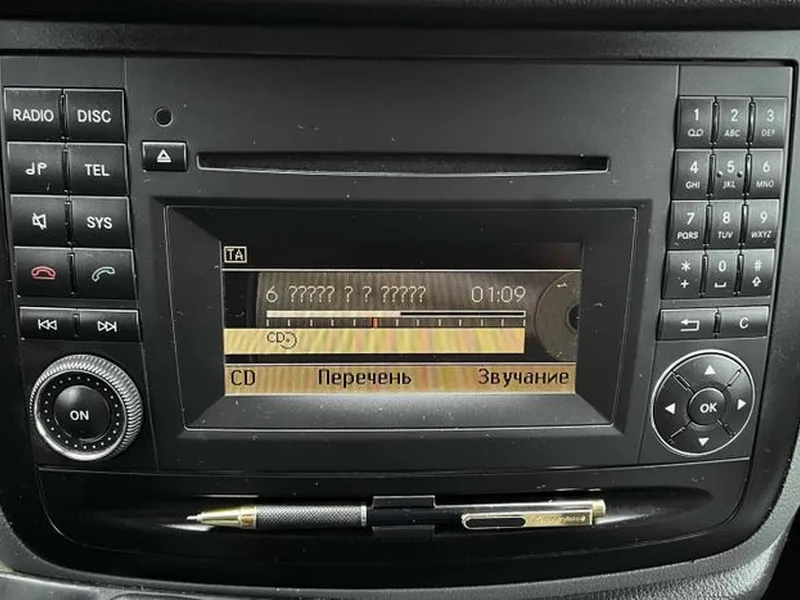 RADIO DISC
TEL
SYS
ON
TA
6 ????? ? ? ????? 01:09
CD
CD Перечень Звучание
1 2 3
ABC DEF
4 5 6
GHI JKL MNO
7 8 9
PQRS TUV WXYZ
* 0 #
+
C
OK